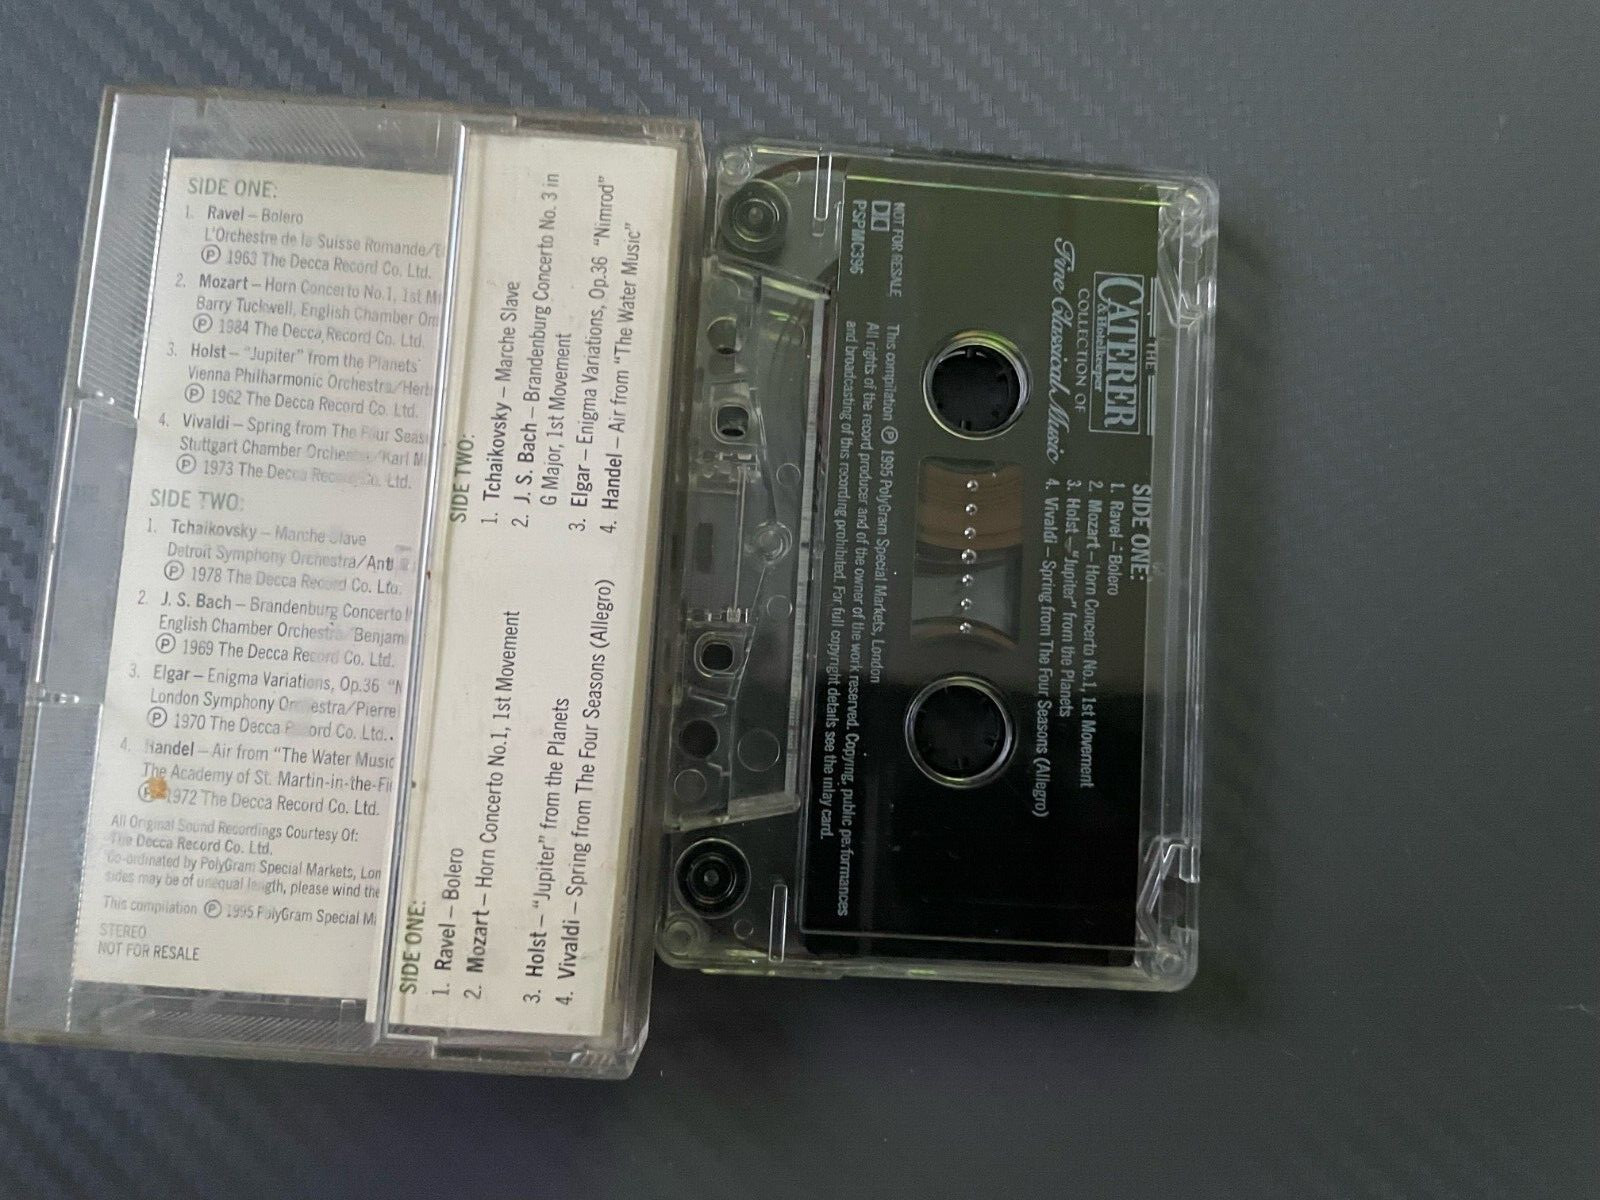 SIDE ONE:
1. Ravel – Bolero
L'Orchestre de la Suisse Romande/
Ⓟ 1963 The Decca Record Co. Ltd.
2. Mozart – Horn Concerto No.1, 1st
Barry Tuckwell, English Chamber
Ⓟ 1984 The Decca Record Co. Ltd.
3. Holst – "Jupiter" from the Planets
Vienna Philharmonic Orchestra/
Ⓟ 1962 The Decca Record Co. Ltd.
4. Vivaldi – Spring from The Four
Stuttgart Chamber /Karl
Ⓟ 1973 The Decca Record Co. Ltd.
SIDE TWO:
1. Tchaikovsky – Marche Slave
Detroit Symphony Orchestra/
Ⓟ 1978 The Decca Record Co. Ltd.
2. J. S. Bach – Brandenburg Concerto
English Chamber Orchestra
Ⓟ 1969 The Decca Record Co. Ltd.
3. Elgar – Enigma Variations, Op.36
London Symphony Orchestra/Pierre
Ⓟ 1970 The Decca Record Co. Ltd..
4. Handel – Air from "The Water Music
The Academy of St. Martin-in-the-
Ⓟ 1972 The Decca Record Co. Ltd.
All Original Sound Recordings Courtesy Of:
The Decca Record Co. Ltd.
Co-ordinated by PolyGram Special Markets,
sides may be of unequal length, please wind the
This compilation Ⓟ 1995 PolyGram Special
STEREO
NOT FOR RESALE
SIDE ONE:
1. Ravel – Bolero
2. Mozart – Horn Concerto No.1, 1st Movement
3. Holst – "Jupiter" from the Planets
4. Vivaldi – Spring from The Four Seasons (Allegro)
SIDE TWO:
1. Tchaikovsky – Marche Slave
2. J. S. Bach – Brandenburg Concerto No. 3 in
G Major, 1st Movement
3. Elgar – Enigma Variations, Op.36 "Nimrod"
4. Handel – Air from "The Water Music"
THE
CATERER
& Hotelkeeper
COLLECTION OF
Fine Classical Music
SIDE ONE:
1. Ravel – Bolero
2. Mozart – Horn Concerto No.1, 1st Movement
3. Holst – "Jupiter" from the Planets
4. Vivaldi – Spring from The Four Seasons (Allegro)
NOT FOR RESALE
PSPMC396
This compilation Ⓟ 1995 PolyGram Special Markets, London
All rights of the record producer and of the owner of the work reserved. Copying, public performances
and broadcasting of this recording prohibited. For full copyright details see the inlay card.